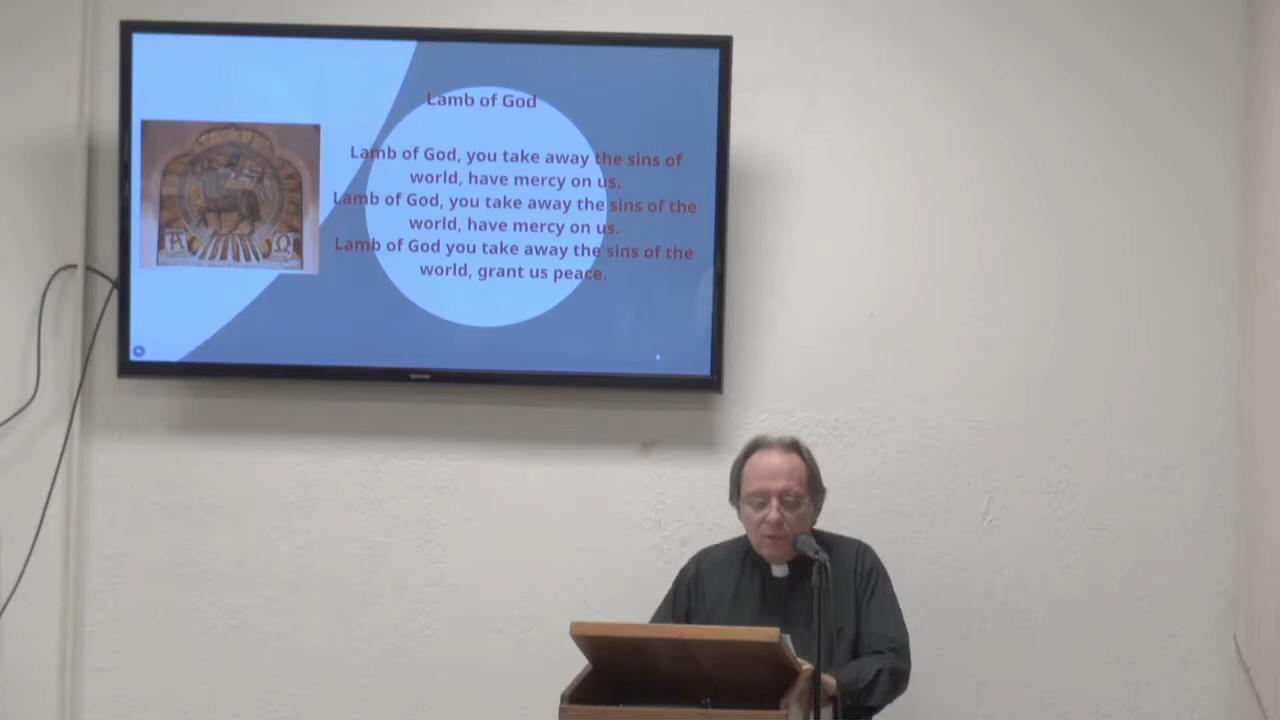 Lamb of God
Lamb of God, you take away the sins of
world, have mercy on us.
Lamb of God, you take away the sins of the
world, have mercy on us.
Lamb of God you take away the sins of the
world, grant us peace.
A Ω